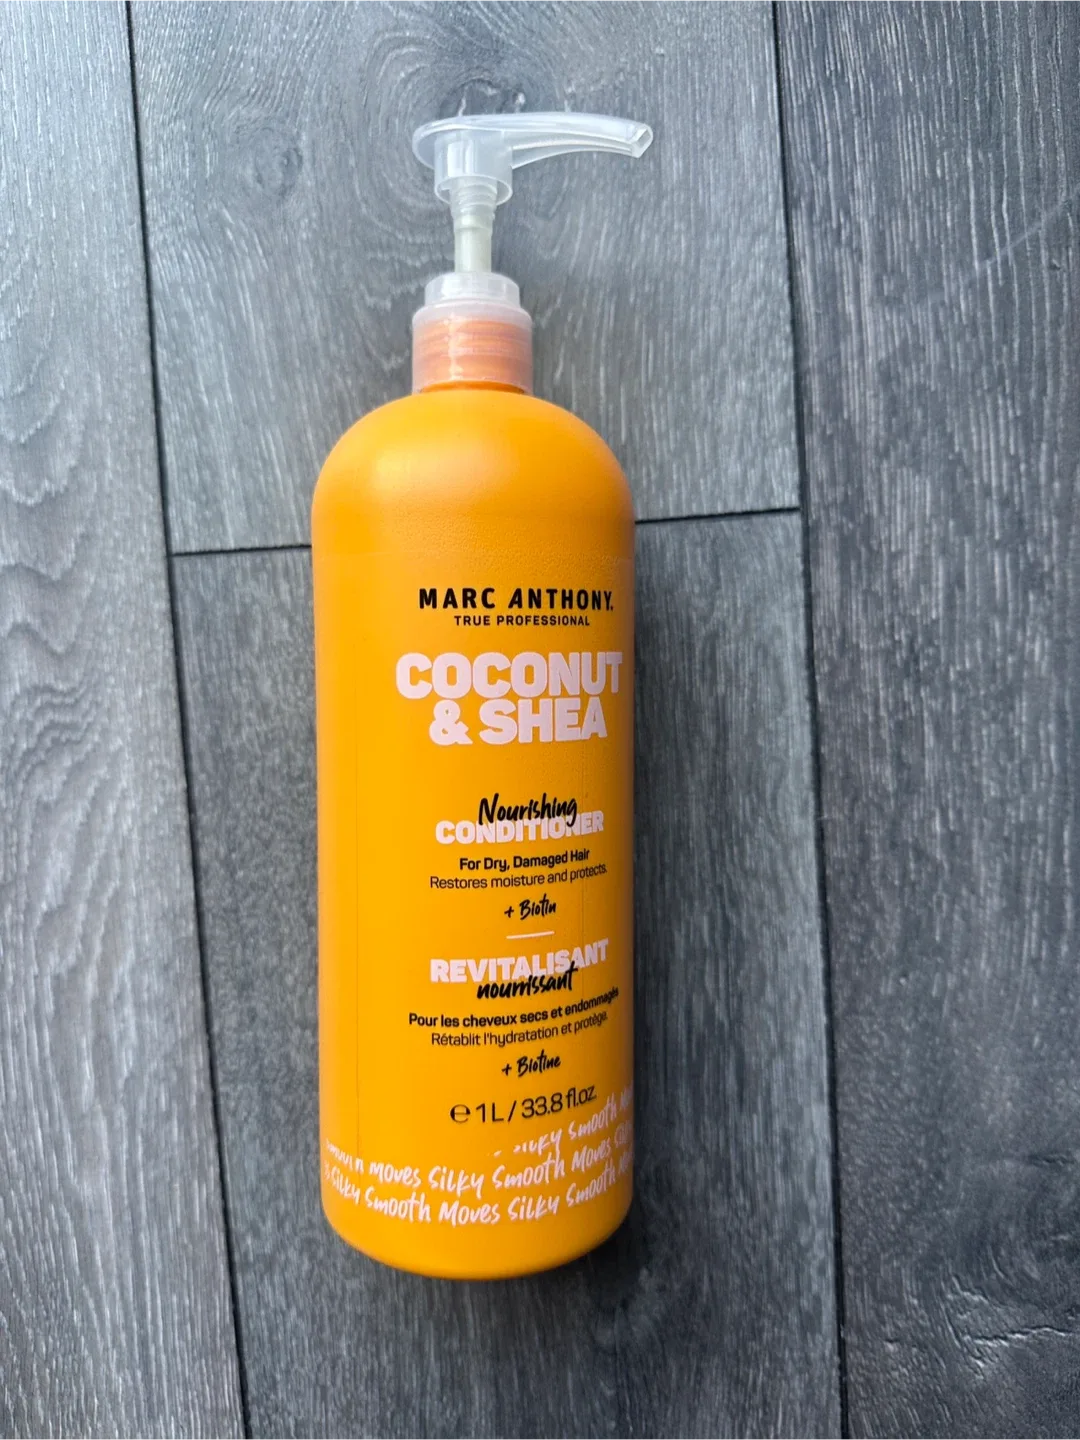 MARC ANTHONY.
TRUE PROFESSIONAL
COCONUT
& SHEA
Nourishing
CONDITIONER
For Dry, Damaged Hair
Restores moisture and protects.
+ Biotin
REVITALISANT
nourrissant
Pour les cheveux secs et endommagés
Rétablit l'hydratation et protège.
+ Biotine
℮ 1 L / 33.8 fl.oz.
Silky Smooth
Moves Silky Smooth Moves Silky
Silky Smooth Moves Silky Smooth